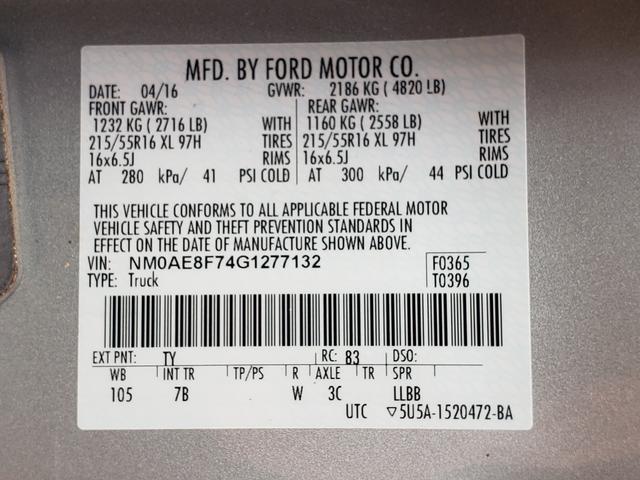 MFD. BY FORD MOTOR CO.
DATE: 04/16 GVWR: 2186 KG ( 4820 LB)
FRONT GAWR: REAR GAWR:
1232 KG ( 2716 LB) WITH 1160 KG ( 2558 LB) WITH
215/55R16 XL 97H TIRES 215/55R16 XL 97H TIRES
16x6.5J RIMS 16x6.5J RIMS
AT 280 kPa/ 41 PSI COLD AT 300 kPa/ 44 PSI COLD
THIS VEHICLE CONFORMS TO ALL APPLICABLE FEDERAL MOTOR
VEHICLE SAFETY AND THEFT PREVENTION STANDARDS IN
EFFECT ON THE DATE OF MANUFACTURE SHOWN ABOVE.
VIN: NM0AE8F74G1277132 F0365
TYPE: Truck T0396
EXT PNT: TY RC: 83 DSO:
WB INT TR TP/PS R AXLE TR SPR
105 7B W 3C LLBB
UTC ▽5U5A-1520472-BA